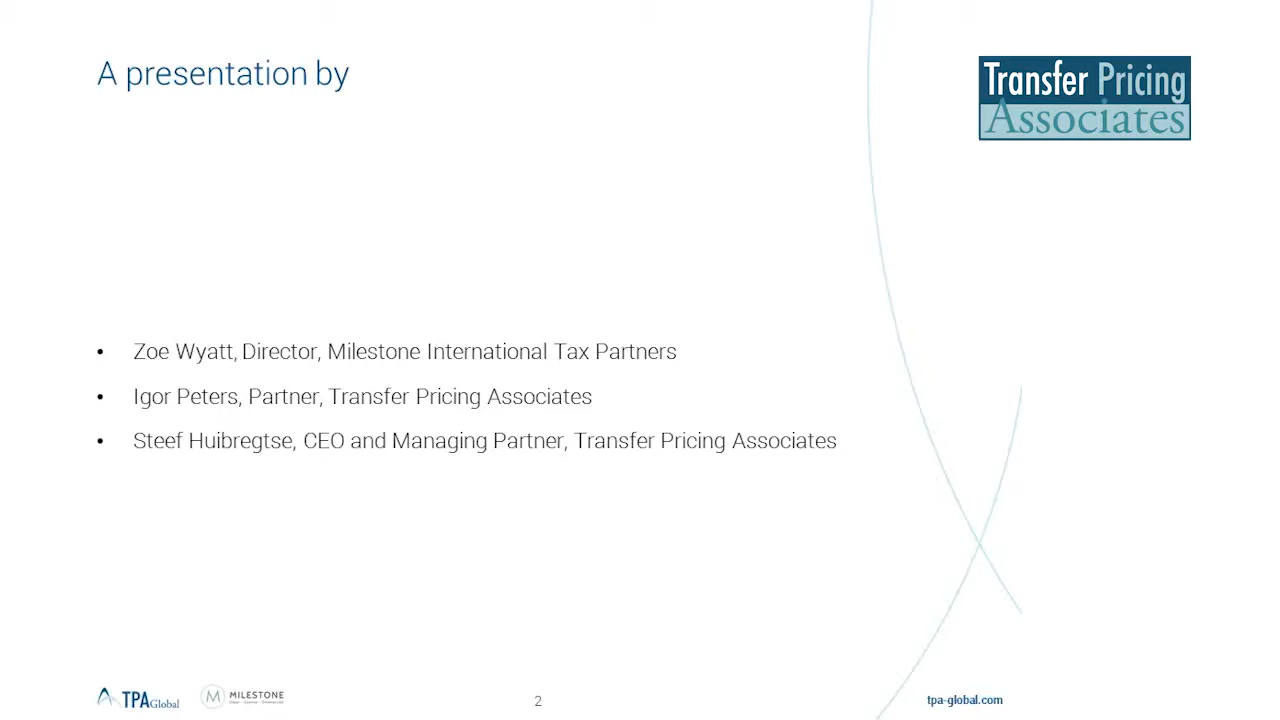 A presentation by
Transfer Pricing
Associates
• Zoe Wyatt, Director, Milestone International Tax Partners
• Igor Peters, Partner, Transfer Pricing Associates
• Steef Huibregtse, CEO and Managing Partner, Transfer Pricing Associates
TPA Global
M MILESTONE
2
tpa-global.com